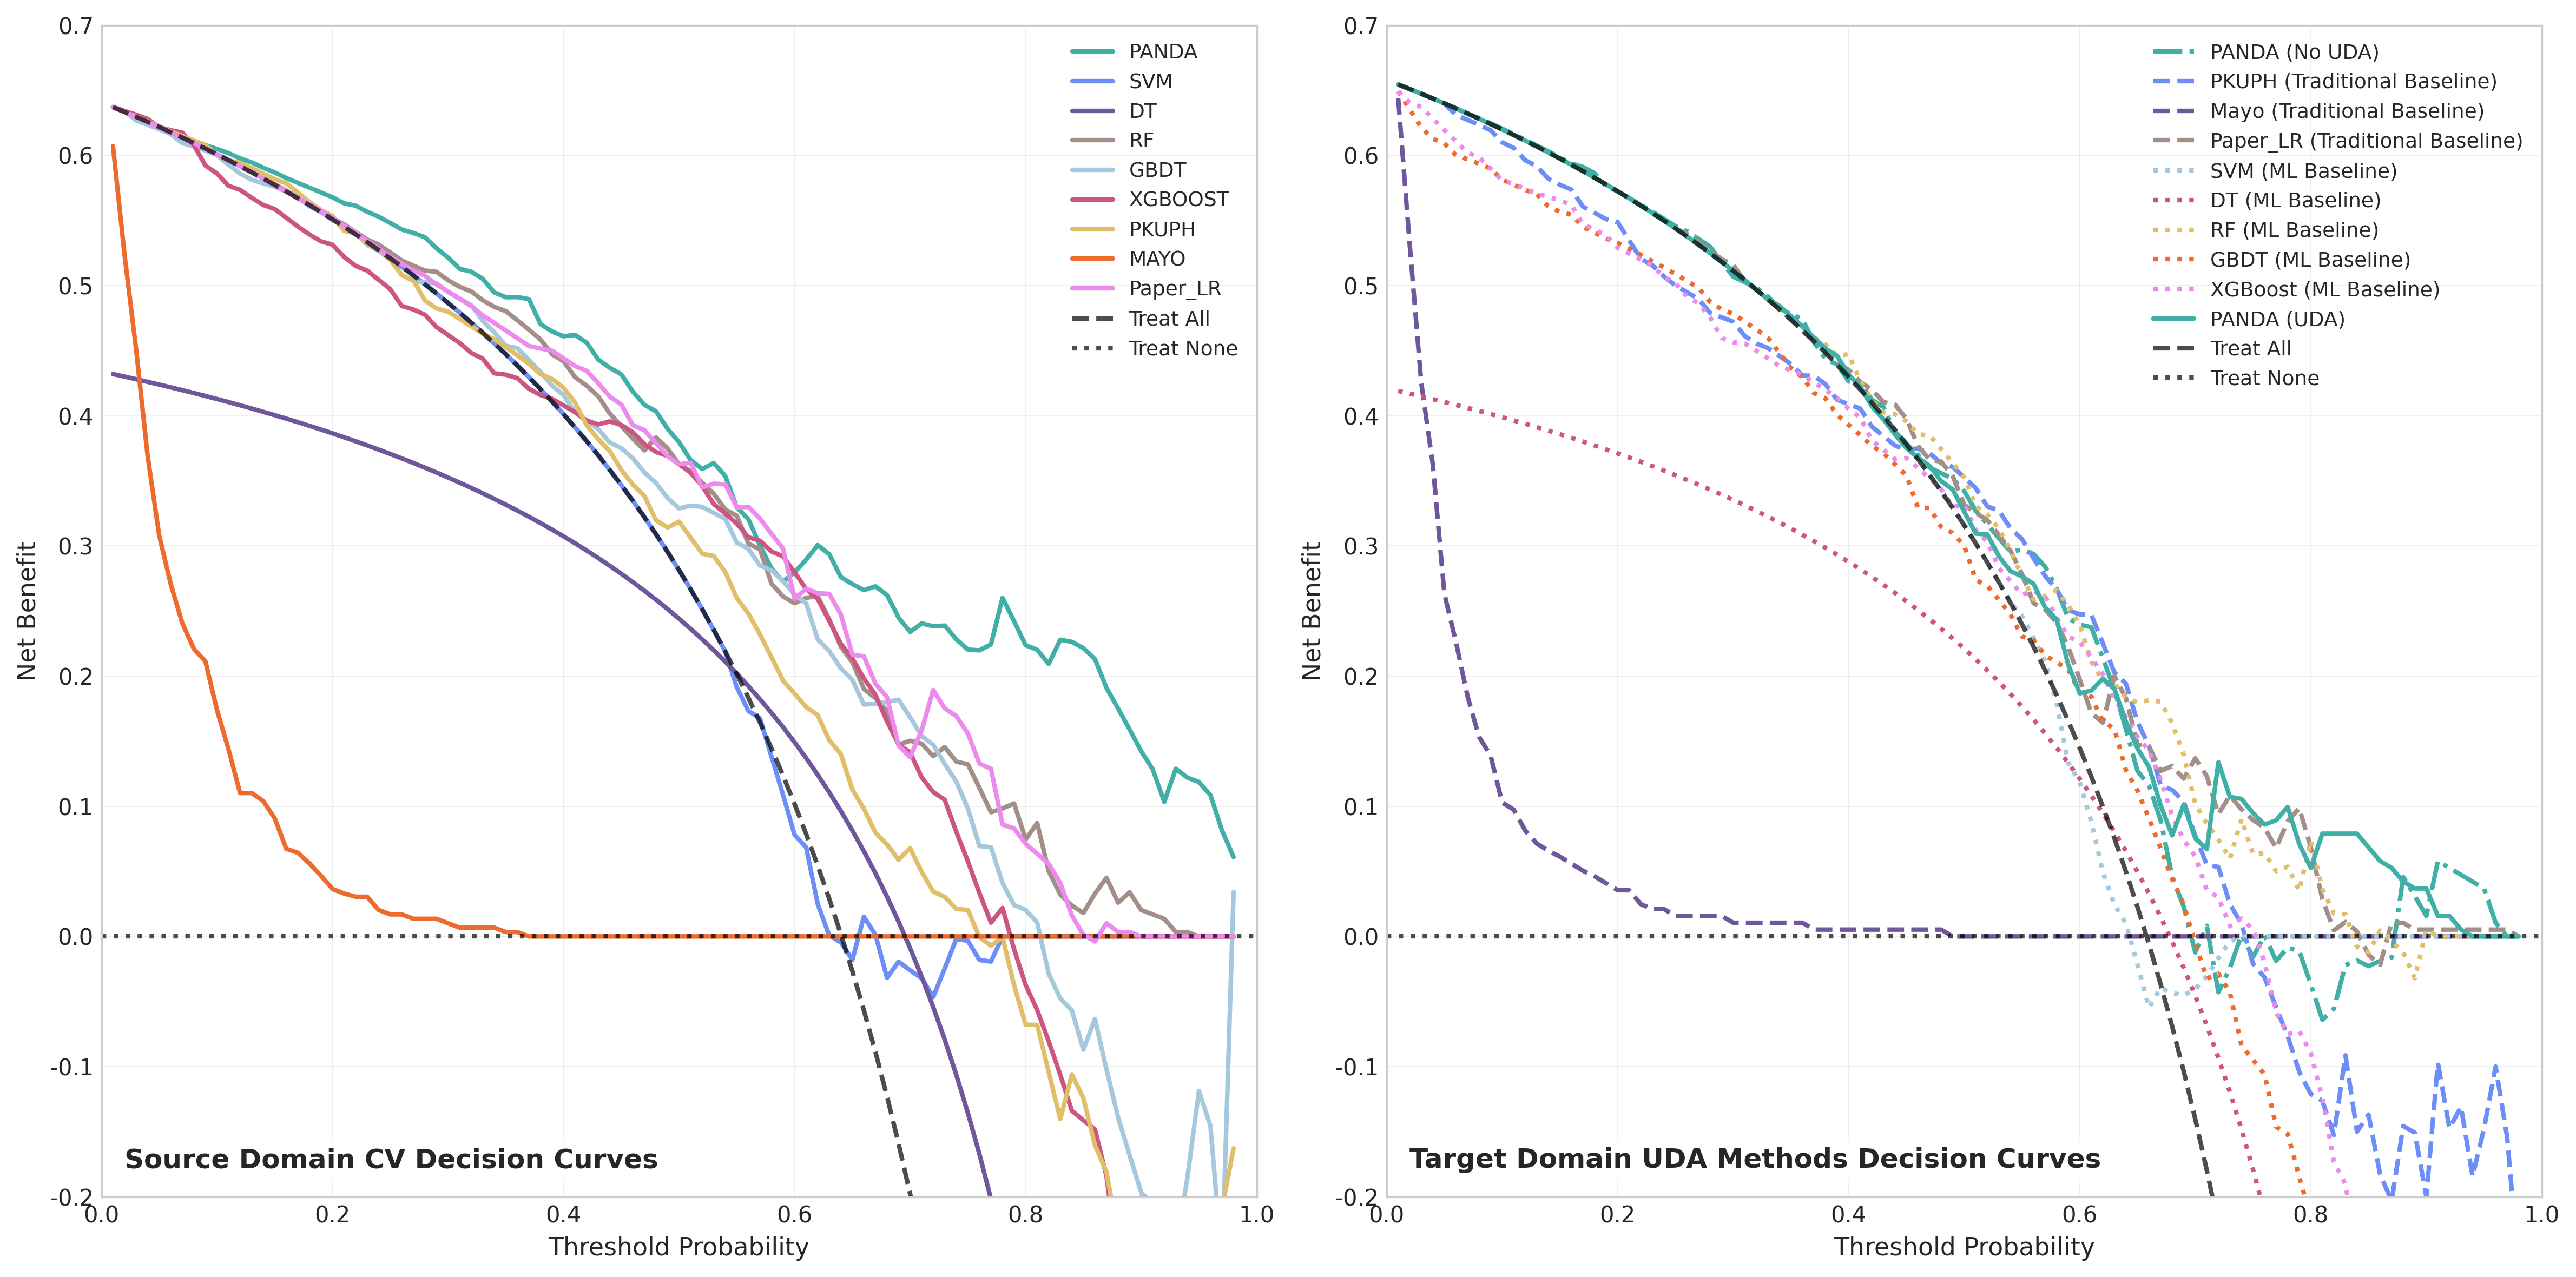 0.7
0.6
0.5
0.4
0.3
0.2
0.1
0.0
-0.1
-0.2
0.0
0.2
0.4
0.6
0.8
1.0
Net Benefit
Threshold Probability
PANDA
SVM
DT
RF
GBDT
XGBOOST
PKUPH
MAYO
Paper_LR
Treat All
Treat None
Source Domain CV Decision Curves
0.7
0.6
0.5
0.4
0.3
0.2
0.1
0.0
-0.1
-0.2
0.0
0.2
0.4
0.6
0.8
1.0
Net Benefit
Threshold Probability
PANDA (No UDA)
PKUPH (Traditional Baseline)
Mayo (Traditional Baseline)
Paper_LR (Traditional Baseline)
SVM (ML Baseline)
DT (ML Baseline)
RF (ML Baseline)
GBDT (ML Baseline)
XGBoost (ML Baseline)
PANDA (UDA)
Treat All
Treat None
Target Domain UDA Methods Decision Curves